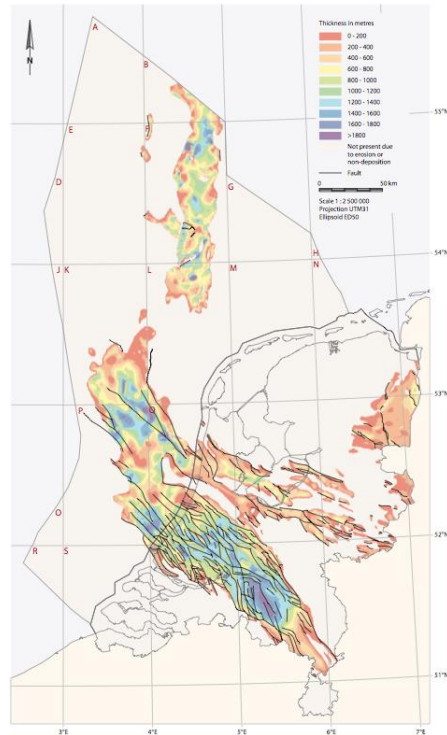 Thickness in metres
0 - 200
200 - 400
400 - 600
600 - 800
800 - 1000
1000 - 1200
1200 - 1400
1400 - 1600
1600 - 1800
>1800
Not present due
to erosion or
non-deposition
Fault
0 50 km
Scale 1 : 2 500 000
Projection UTM31
Ellipsoid ED50
N
A
B
E
F
55°N
D
G
H
J K L M N
54°N
53°N
P Q
O
52°N
R S
51°N
3°E 4°E 5°E 6°E 7°E